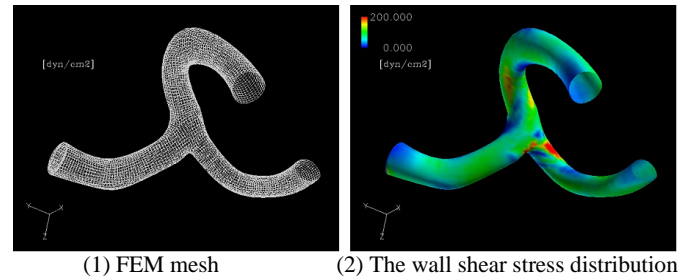 200.000
0.000
[dyn/cm2]
[dyn/cm2]
X
X
Z
X
X
Z
(1) FEM mesh
(2) The wall shear stress distribution